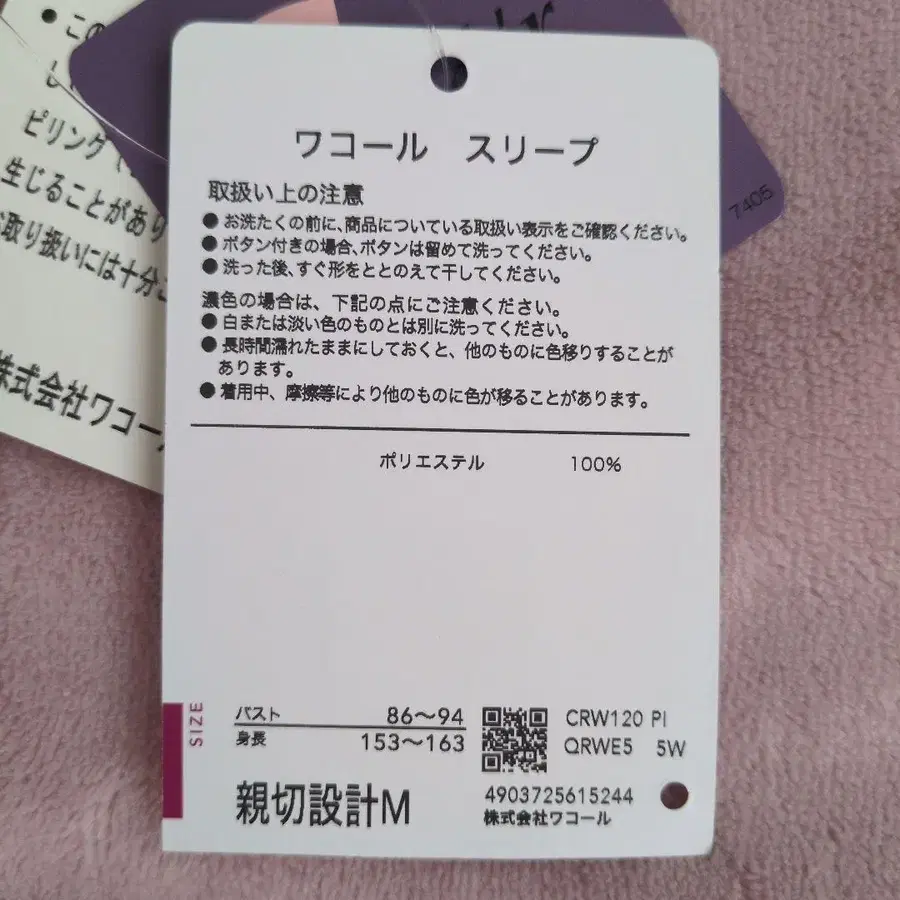 ● この
ピリング
生じることがあり
取り扱いには十分ご
株式会社ワコール
7405
ワコール スリープ
取扱い上の注意
● お洗たくの前に、商品についている取扱い表示をご確認ください。
● ボタン付きの場合、ボタンは留めて洗ってください。
● 洗った後、すぐ形をととのえて干してください。
濃色の場合は、下記の点にご注意ください。
● 白または淡い色のものとは別に洗ってください。
● 長時間濡れたままにしておくと、他のものに色移りすることが
あります。
● 着用中、摩擦等により他のものに色が移ることがあります。
ポリエステル 100%
SIZE
バスト 86〜94
身長 153〜163
親切設計M
CRW120 PI
QRWE5 5W
4903725615244
株式会社ワコール